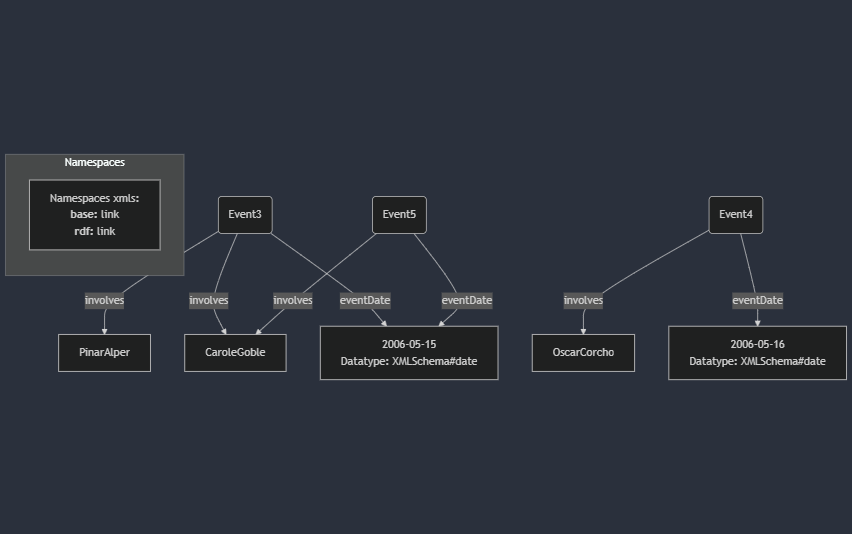 Namespaces
Namespaces xmls:
base: link
rdf: link
Event3
Event5
Event4
involves
involves
involves
eventDate
eventDate
involves
eventDate
PinarAlper
CaroleGoble
2006-05-15
Datatype: XMLSchema#date
OscarCorcho
2006-05-16
Datatype: XMLSchema#date